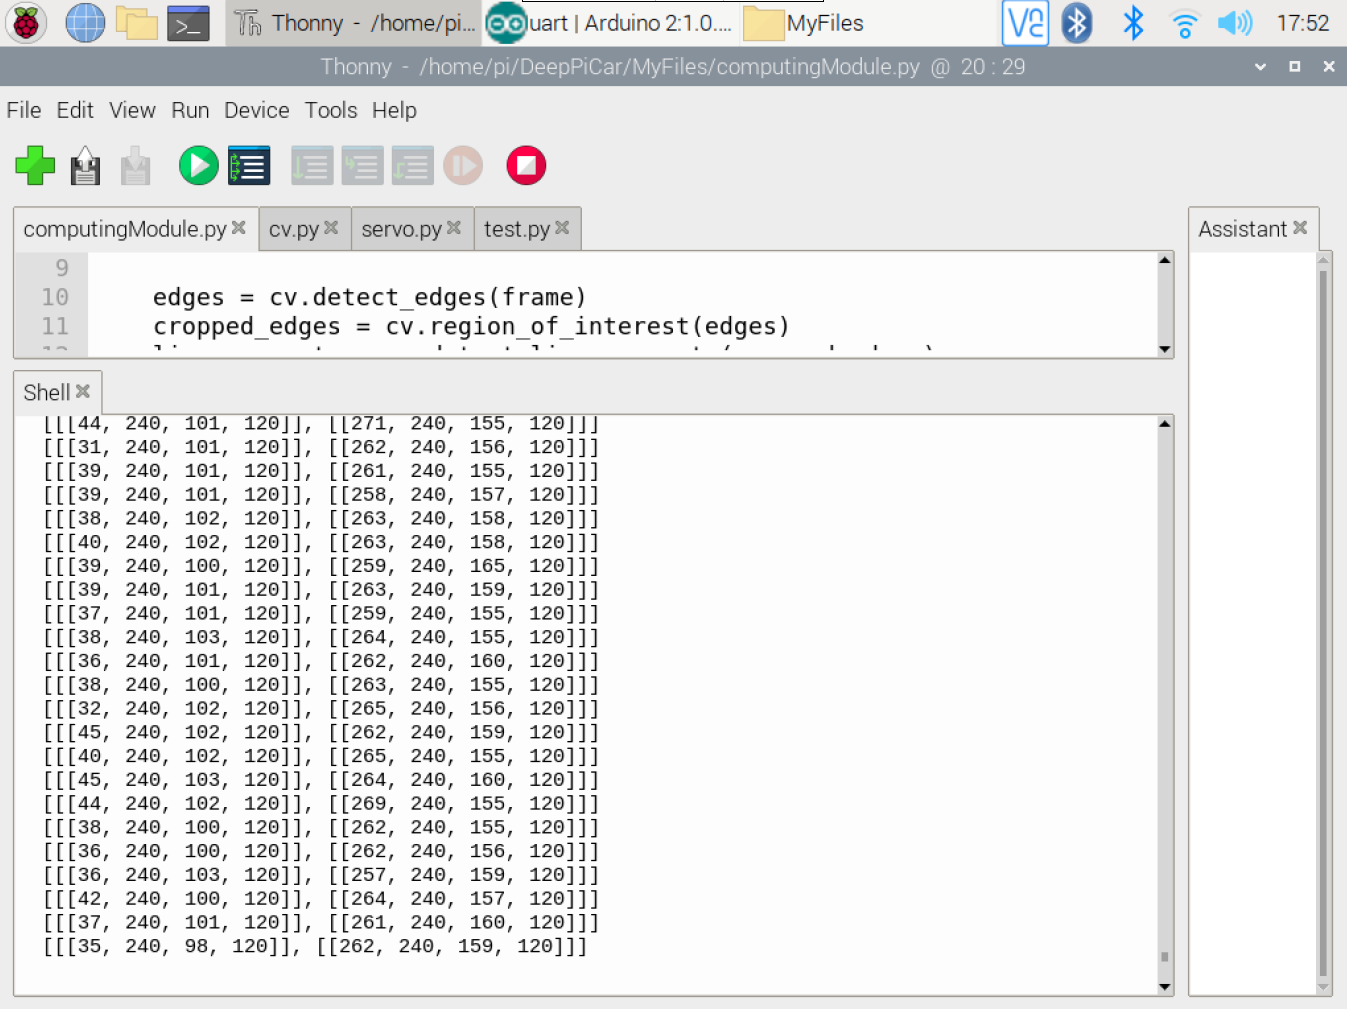 Thonny - /home/pi...
uart | Arduino 2:1.0....
MyFiles
17:52
Thonny - /home/pi/DeepPiCar/MyFiles/computingModule.py @ 20 : 29
File Edit View Run Device Tools Help
computingModule.py
cv.py
servo.py
test.py
Assistant
9
10 edges = cv.detect_edges(frame)
11 cropped_edges = cv.region_of_interest(edges)
Shell
[[[44, 240, 101, 120]], [[271, 240, 155, 120]]]
[[[31, 240, 101, 120]], [[262, 240, 156, 120]]]
[[[39, 240, 101, 120]], [[261, 240, 155, 120]]]
[[[39, 240, 101, 120]], [[258, 240, 157, 120]]]
[[[38, 240, 102, 120]], [[263, 240, 158, 120]]]
[[[40, 240, 102, 120]], [[263, 240, 158, 120]]]
[[[39, 240, 100, 120]], [[259, 240, 165, 120]]]
[[[39, 240, 101, 120]], [[263, 240, 159, 120]]]
[[[37, 240, 101, 120]], [[259, 240, 155, 120]]]
[[[38, 240, 103, 120]], [[264, 240, 155, 120]]]
[[[36, 240, 101, 120]], [[262, 240, 160, 120]]]
[[[38, 240, 100, 120]], [[263, 240, 155, 120]]]
[[[32, 240, 102, 120]], [[265, 240, 156, 120]]]
[[[45, 240, 102, 120]], [[262, 240, 159, 120]]]
[[[40, 240, 102, 120]], [[265, 240, 155, 120]]]
[[[45, 240, 103, 120]], [[264, 240, 160, 120]]]
[[[44, 240, 102, 120]], [[269, 240, 155, 120]]]
[[[38, 240, 100, 120]], [[262, 240, 155, 120]]]
[[[36, 240, 100, 120]], [[262, 240, 156, 120]]]
[[[36, 240, 103, 120]], [[257, 240, 159, 120]]]
[[[42, 240, 100, 120]], [[264, 240, 157, 120]]]
[[[37, 240, 101, 120]], [[261, 240, 160, 120]]]
[[[35, 240, 98, 120]], [[262, 240, 159, 120]]]